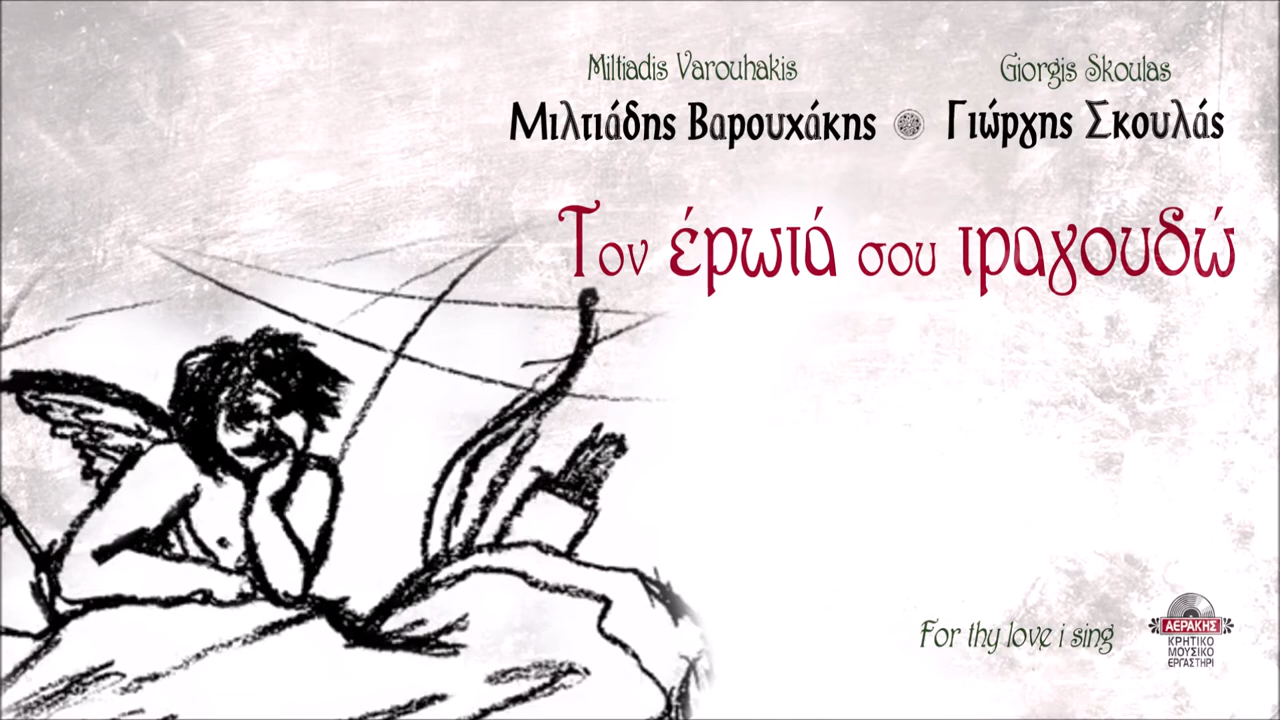 Miltiadis Varouhakis Giorgis Skoulas
Μιλτιάδης Βαρουχάκης Γιώργης Σκουλάς
Τον έρωτά σου τραγουδώ
For thy love i sing
ΑΕΡΑΚΗΣ
ΚΡΗΤΙΚΟ
ΜΟΥΣΙΚΟ
ΕΡΓΑΣΤΗΡΙ